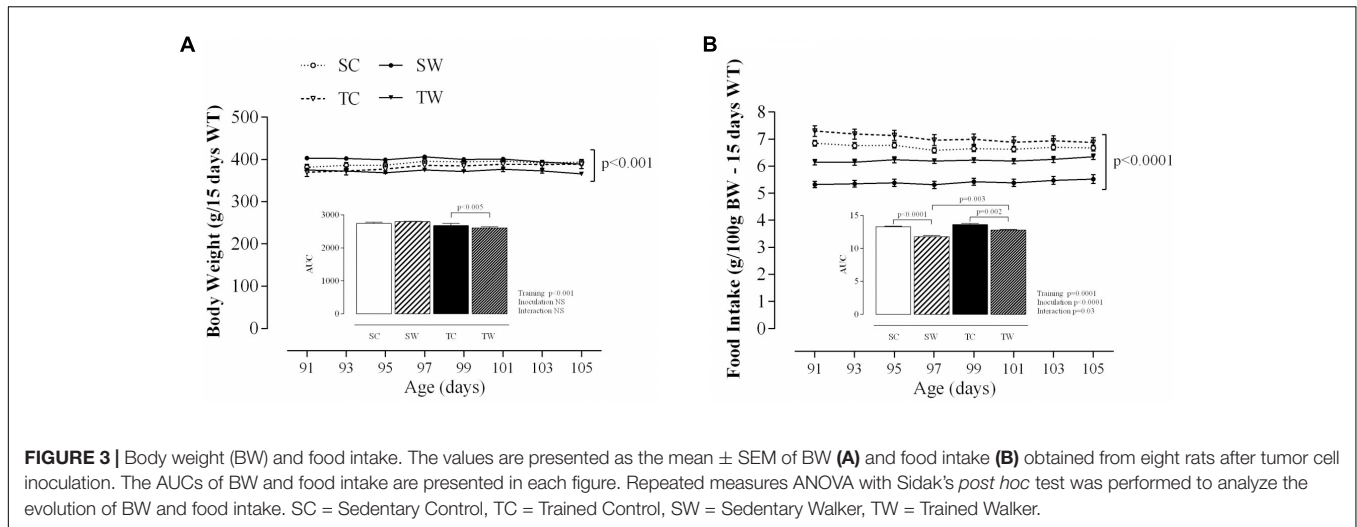 A
SC SW
TC TW
Body Weight (g/15 days WT)
500
400
300
200
100
0
p<0.001
AUC
3000
2000
1000
0
p<0.005
Training p<0.001
Inoculation NS
Interaction NS
SC SW TC TW
91 93 95 97 99 101 103 105
Age (days)
B
Food Intake (g/100g BW - 15 days WT)
8
7
6
5
4
3
2
1
0
p<0.0001
AUC
15
10
5
0
p=0.003
p<0.0001
p=0.002
Training p=0.0001
Inoculation p<0.0001
Interaction p=0.03
SC SW TC TW
91 93 95 97 99 101 103 105
Age (days)
FIGURE 3 | Body weight (BW) and food intake. The values are presented as the mean ± SEM of BW (A) and food intake (B) obtained from eight rats after tumor cell
inoculation. The AUCs of BW and food intake are presented in each figure. Repeated measures ANOVA with Sidak's post hoc test was performed to analyze the
evolution of BW and food intake. SC = Sedentary Control, TC = Trained Control, SW = Sedentary Walker, TW = Trained Walker.